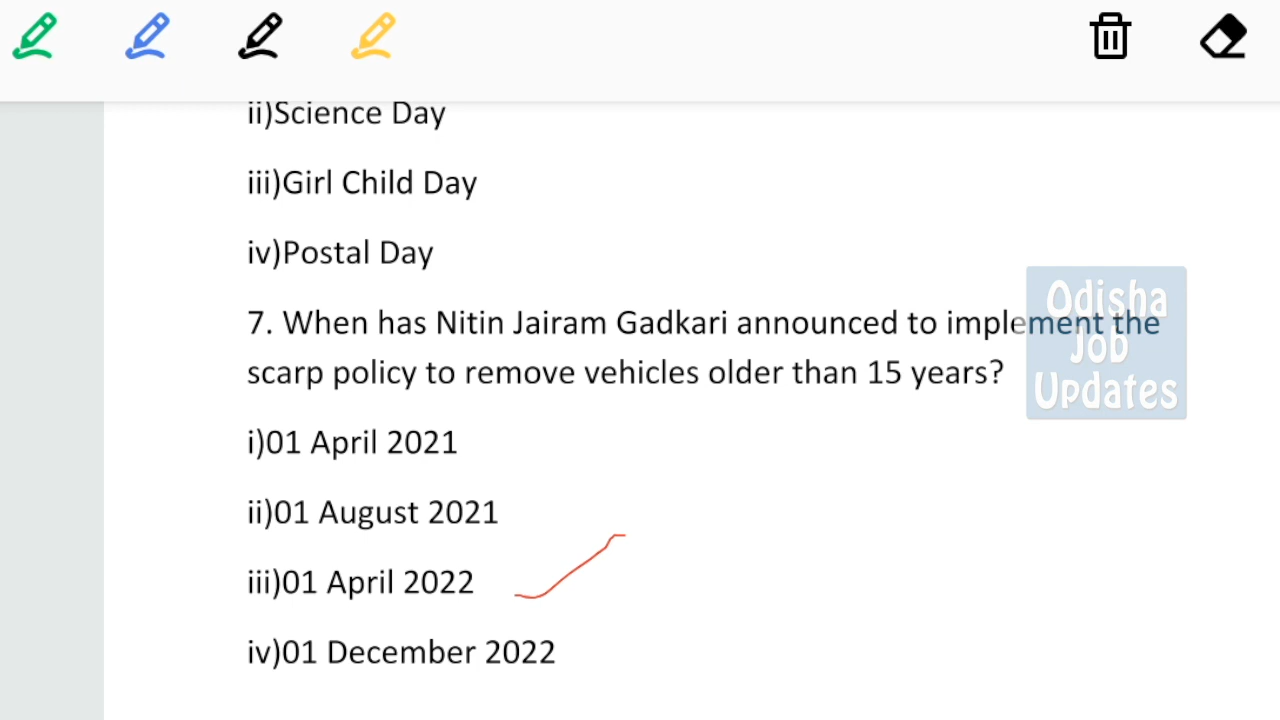 ii)Science Day
iii)Girl Child Day
iv)Postal Day
7. When has Nitin Jairam Gadkari announced to implement the
scarp policy to remove vehicles older than 15 years?
Odisha
Job
Updates
i)01 April 2021
ii)01 August 2021
iii)01 April 2022
iv)01 December 2022